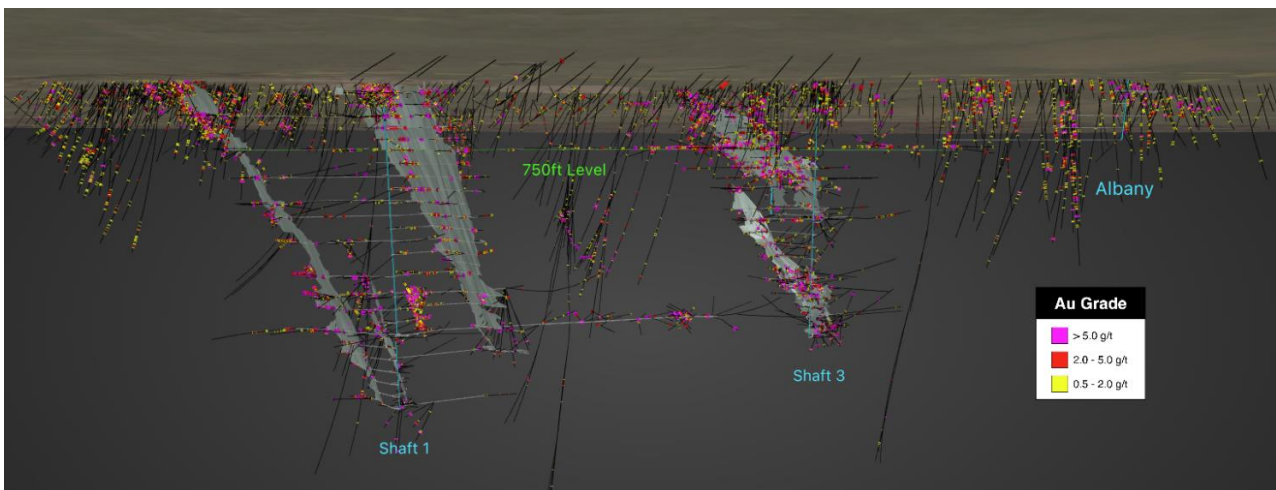 750ft Level
Albany
Au Grade
> 5.0 g/t
2.0 - 5.0 g/t
0.5 - 2.0 g/t
Shaft 3
Shaft 1